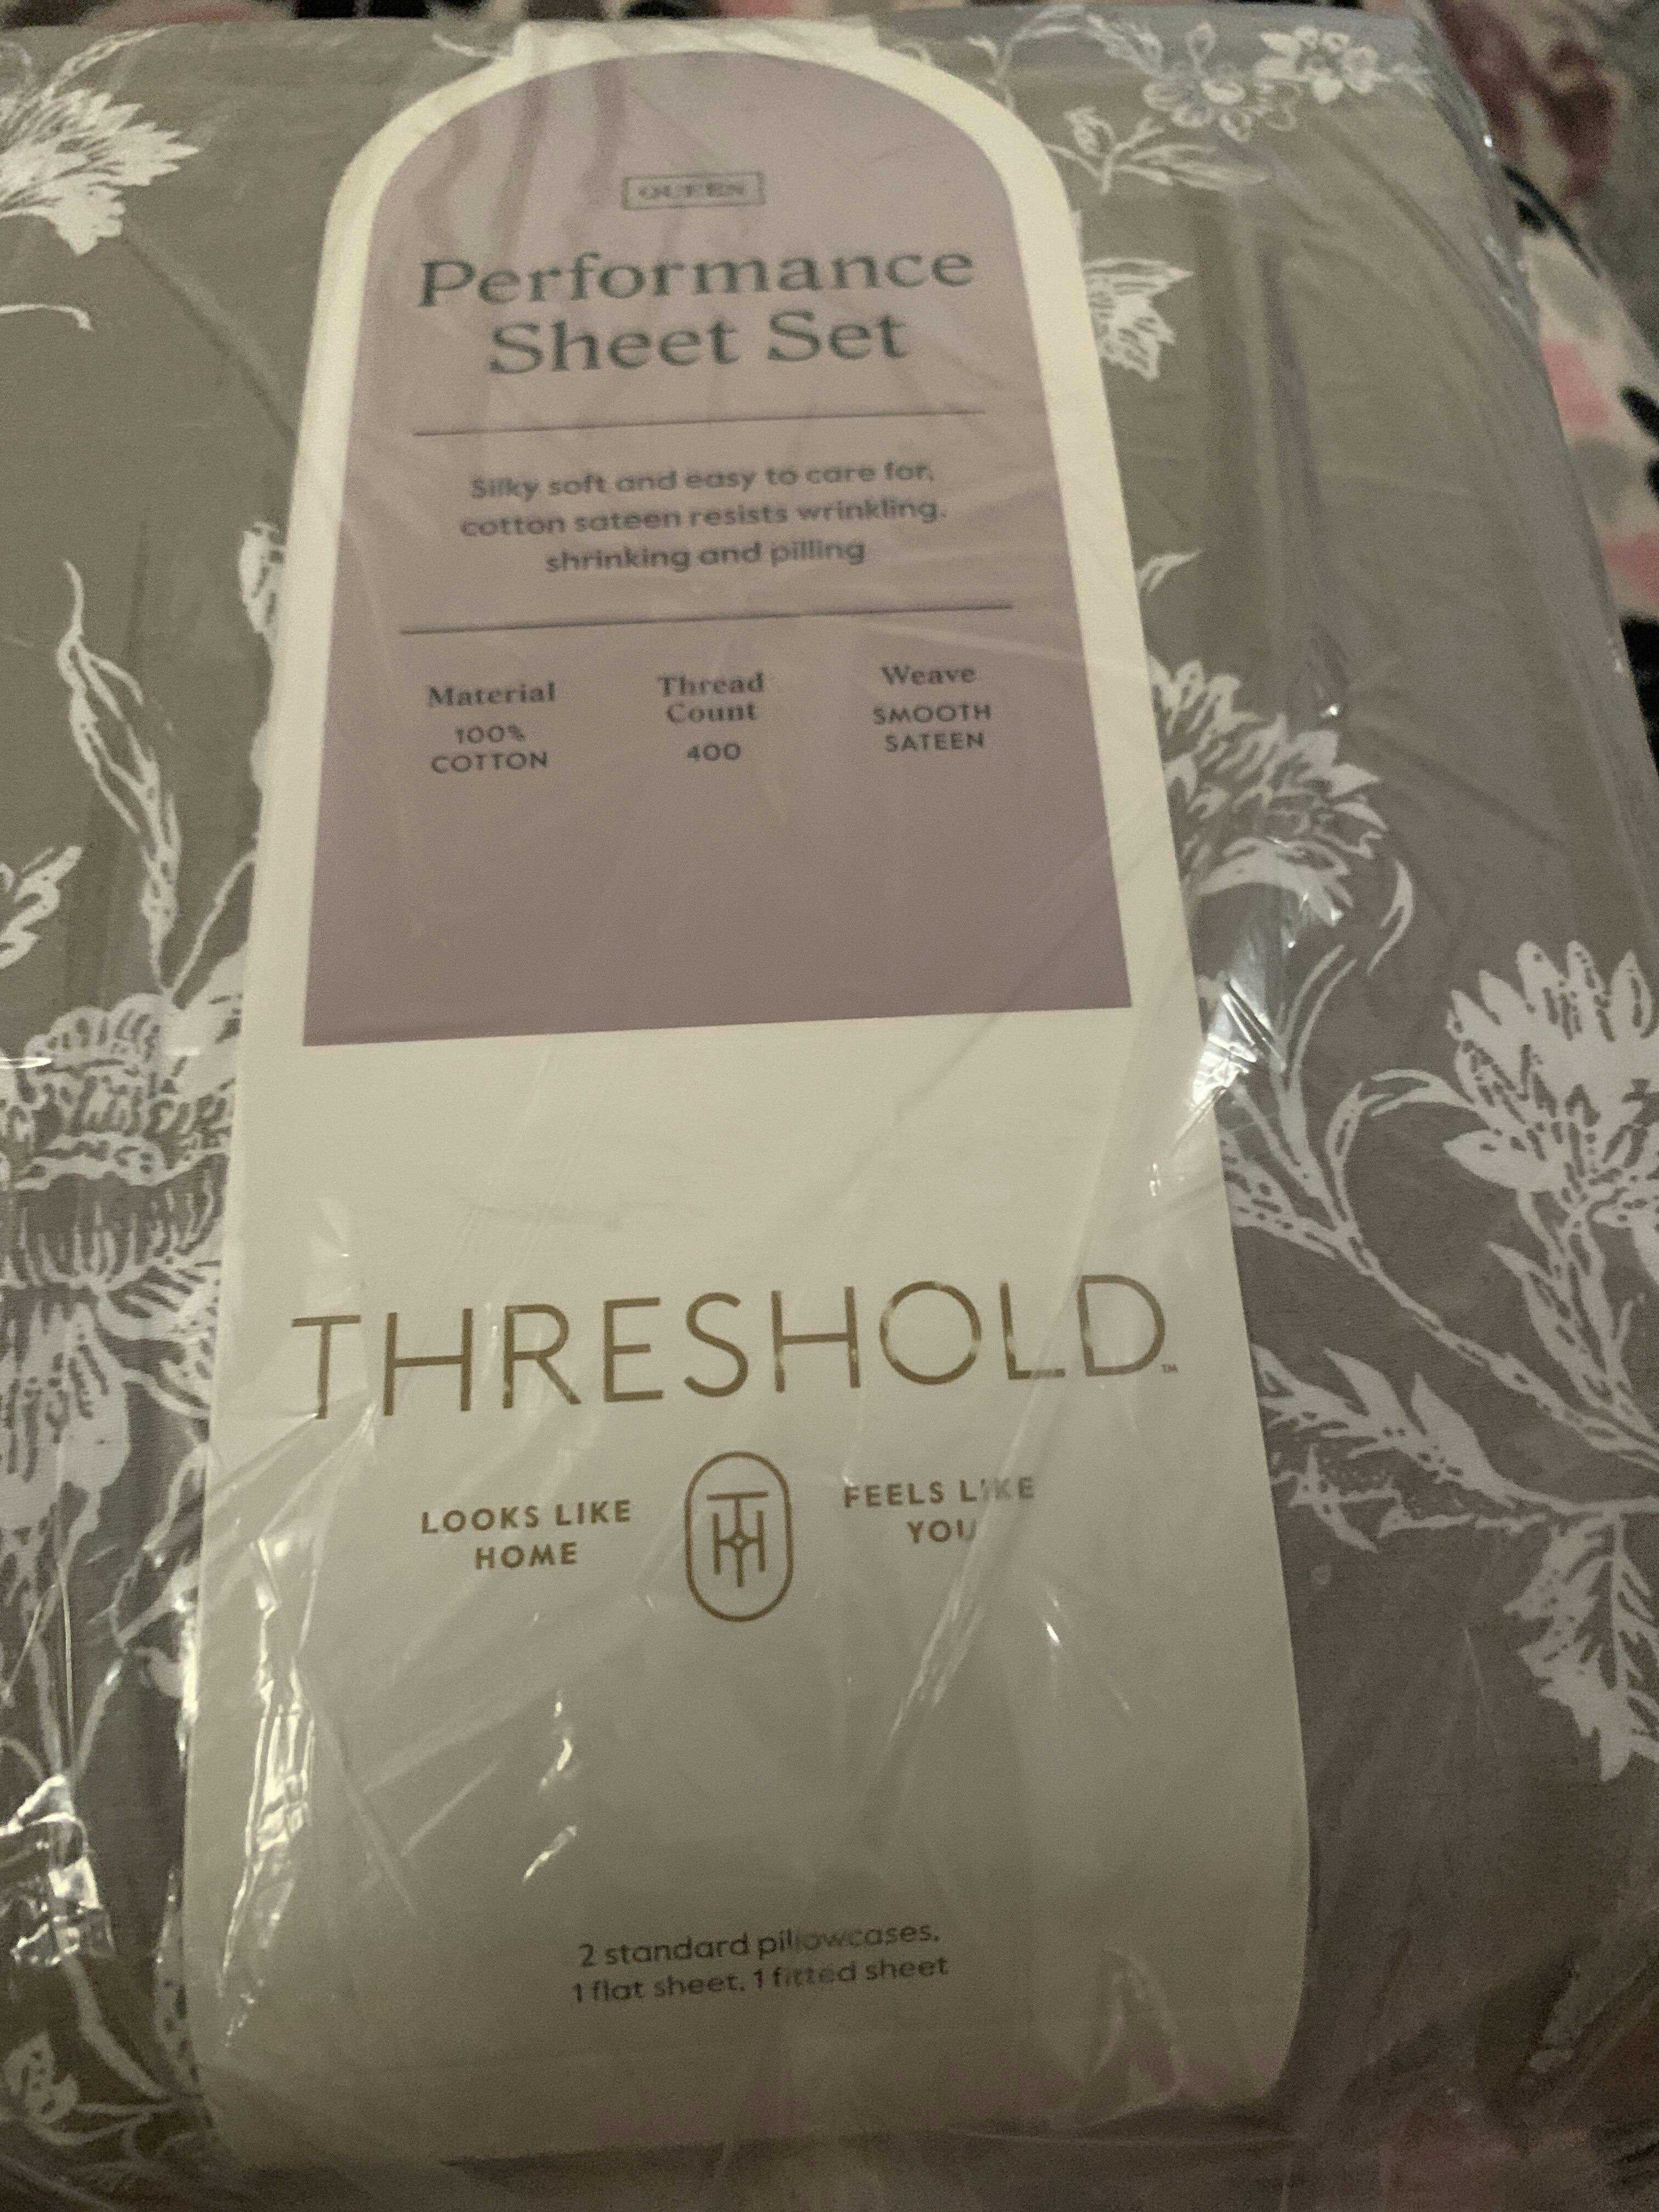 QUEEN
Performance
Sheet Set
Silky soft and easy to care for,
cotton sateen resists wrinkling,
shrinking and pilling
Material
100%
COTTON
Thread
Count
400
Weave
SMOOTH
SATEEN
THRESHOLD™
LOOKS LIKE
HOME
TH
FEELS LIKE
YOU
2 standard pillowcases,
1 flat sheet, 1 fitted sheet